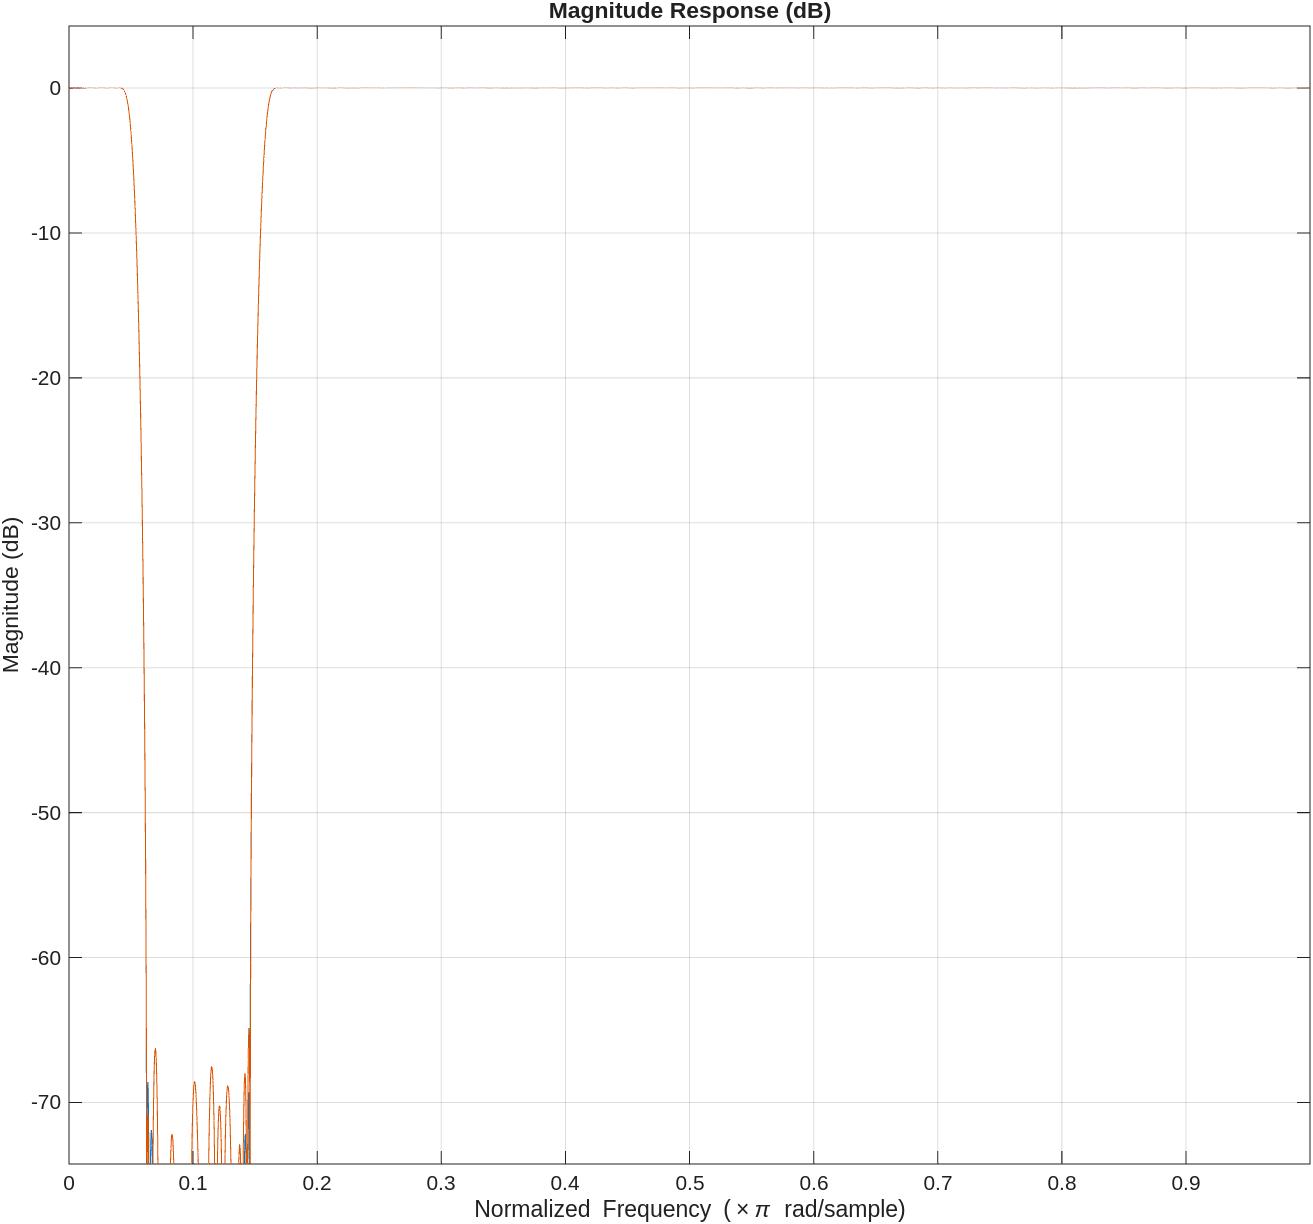 Magnitude Response (dB)
0
-10
-20
-30
-40
-50
-60
-70
Magnitude (dB)
0 0.1 0.2 0.3 0.4 0.5 0.6 0.7 0.8 0.9
Normalized Frequency (×π rad/sample)